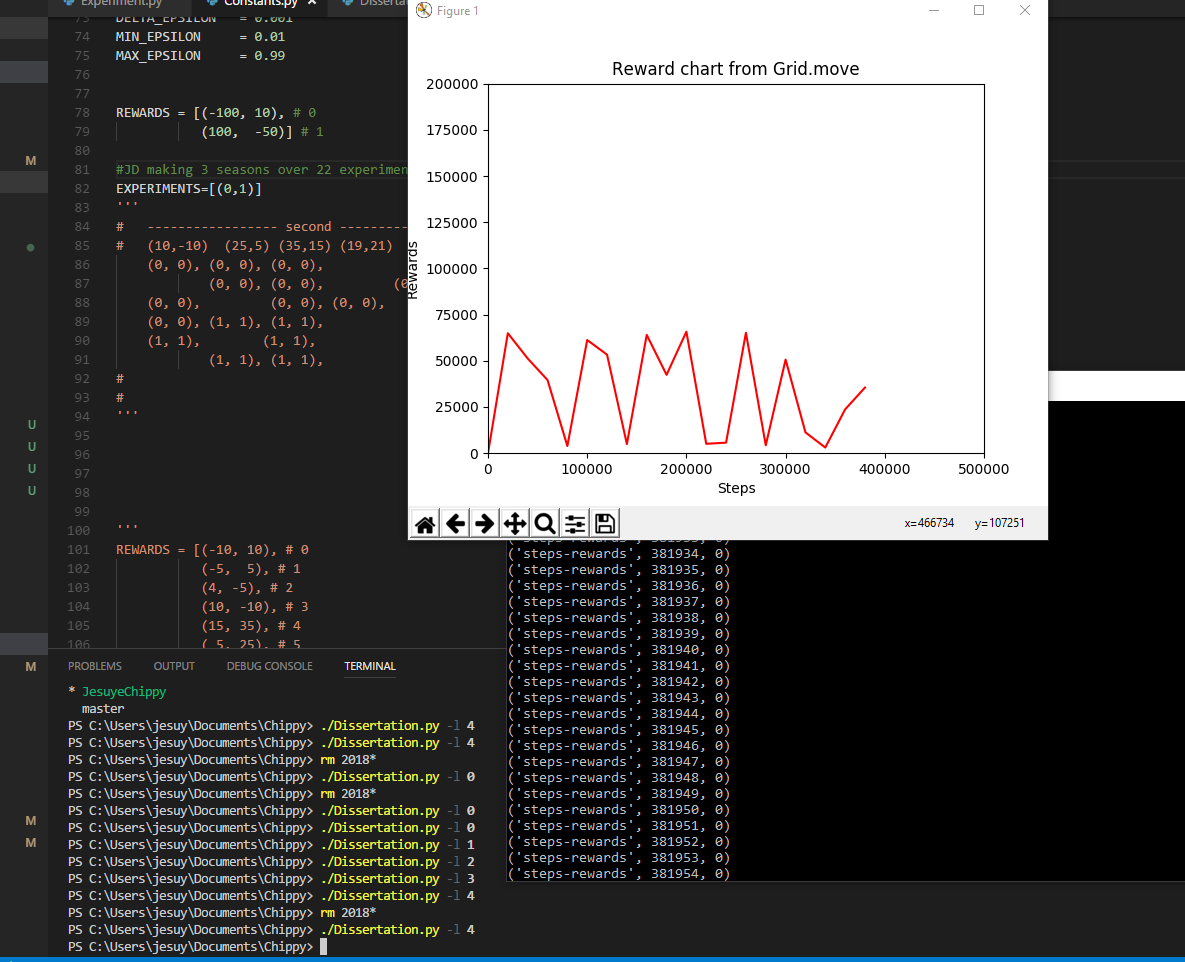 Experiment.py
Constants.py
Disserta
73 DELTA_EPSILON = 0.001
74 MIN_EPSILON = 0.01
75 MAX_EPSILON = 0.99
76
77
78 REWARDS = [(-100, 10), # 0
79 (100, -50)] # 1
80
81 #JD making 3 seasons over 22 experimen
82 EXPERIMENTS=[(0,1)]
83 '''
84 # ----------------- second ---------
85 # (10,-10) (25,5) (35,15) (19,21)
86 (0, 0), (0, 0), (0, 0),
87 (0, 0), (0, 0), (0
88 (0, 0), (0, 0), (0, 0),
89 (0, 0), (1, 1), (1, 1),
90 (1, 1), (1, 1),
91 (1, 1), (1, 1),
92 #
93 #
94 '''
95
96
97
98
99
100 '''
101 REWARDS = [(-10, 10), # 0
102 (-5, 5), # 1
103 (4, -5), # 2
104 (10, -10), # 3
105 (15, 35), # 4
106 ( 5, 25), # 5
M
M
U
U
U
U
M
M
M
Figure 1
Reward chart from Grid.move
200000
175000
150000
125000
100000
75000
50000
25000
0
Rewards
0 100000 200000 300000 400000 500000
Steps
x=466734 y=107251
('steps-rewards', 381933, 0)
('steps-rewards', 381934, 0)
('steps-rewards', 381935, 0)
('steps-rewards', 381936, 0)
('steps-rewards', 381937, 0)
('steps-rewards', 381938, 0)
('steps-rewards', 381939, 0)
('steps-rewards', 381940, 0)
('steps-rewards', 381941, 0)
('steps-rewards', 381942, 0)
('steps-rewards', 381943, 0)
('steps-rewards', 381944, 0)
('steps-rewards', 381945, 0)
('steps-rewards', 381946, 0)
('steps-rewards', 381947, 0)
('steps-rewards', 381948, 0)
('steps-rewards', 381949, 0)
('steps-rewards', 381950, 0)
('steps-rewards', 381951, 0)
('steps-rewards', 381952, 0)
('steps-rewards', 381953, 0)
('steps-rewards', 381954, 0)
PROBLEMS OUTPUT DEBUG CONSOLE TERMINAL
* JesuyeChippy
master
PS C:\Users\jesuy\Documents\Chippy> ./Dissertation.py -l 4
PS C:\Users\jesuy\Documents\Chippy> ./Dissertation.py -l 4
PS C:\Users\jesuy\Documents\Chippy> rm 2018*
PS C:\Users\jesuy\Documents\Chippy> ./Dissertation.py -l 0
PS C:\Users\jesuy\Documents\Chippy> rm 2018*
PS C:\Users\jesuy\Documents\Chippy> ./Dissertation.py -l 0
PS C:\Users\jesuy\Documents\Chippy> ./Dissertation.py -l 0
PS C:\Users\jesuy\Documents\Chippy> ./Dissertation.py -l 1
PS C:\Users\jesuy\Documents\Chippy> ./Dissertation.py -l 2
PS C:\Users\jesuy\Documents\Chippy> ./Dissertation.py -l 3
PS C:\Users\jesuy\Documents\Chippy> ./Dissertation.py -l 4
PS C:\Users\jesuy\Documents\Chippy> rm 2018*
PS C:\Users\jesuy\Documents\Chippy> ./Dissertation.py -l 4
PS C:\Users\jesuy\Documents\Chippy>